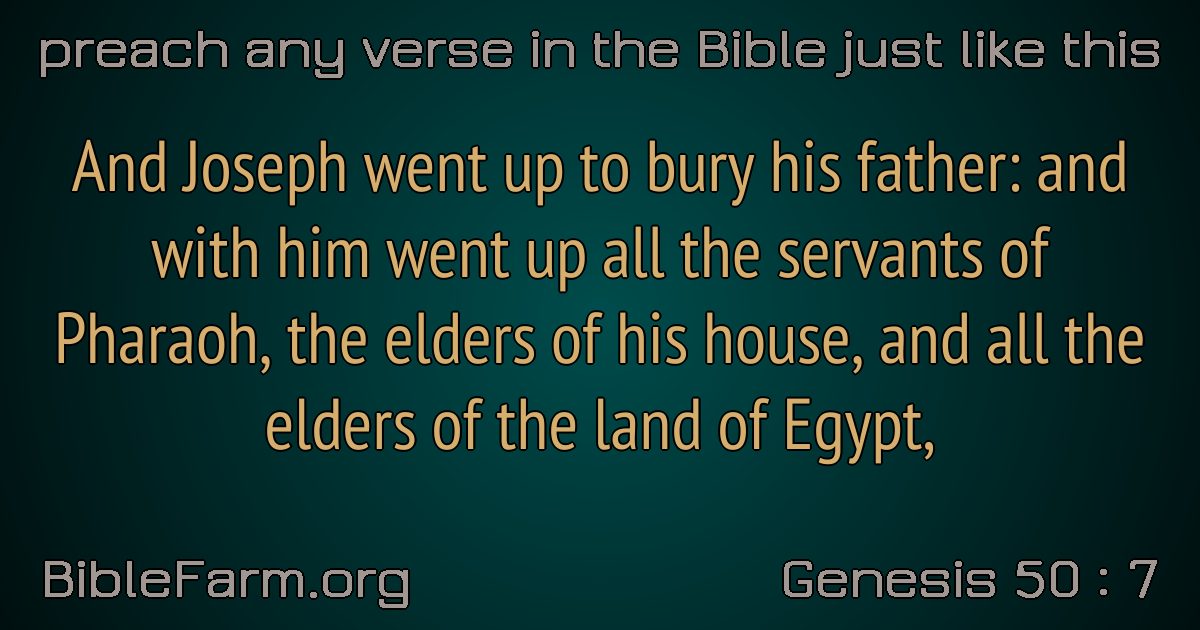 preach any verse in the Bible just like this
And Joseph went up to bury his father: and
with him went up all the servants of
Pharaoh, the elders of his house, and all the
elders of the land of Egypt,
BibleFarm.org
Genesis 50 : 7